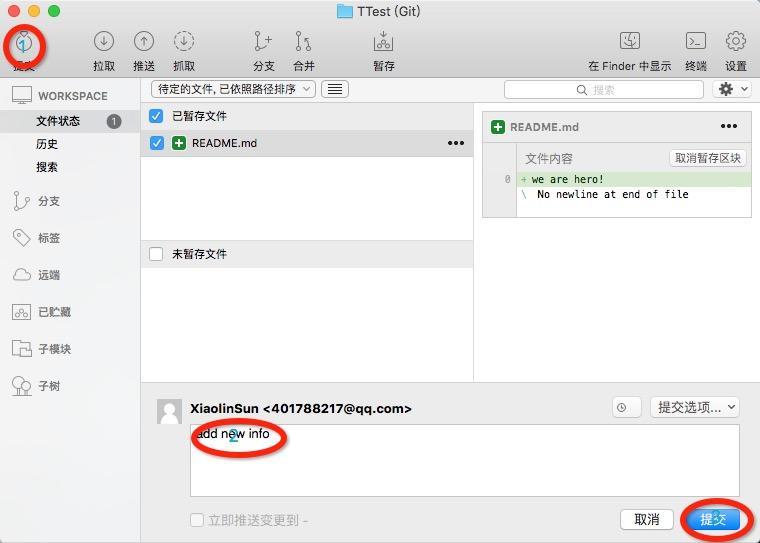 TTest (Git)
1
提交
拉取
推送
抓取
分支
合并
暂存
在 Finder 中显示
终端
设置
WORKSPACE
文件状态 1
历史
搜索
分支
标签
远端
已贮藏
子模块
子树
待定的文件, 已依照路径排序
搜索
已暂存文件
README.md
未暂存文件
README.md
文件内容
取消暂存区块
0 + we are hero!
\ No newline at end of file
XiaolinSun <401788217@qq.com>
提交选项...
add new info
2
立即推送变更到 -
取消
提交
3